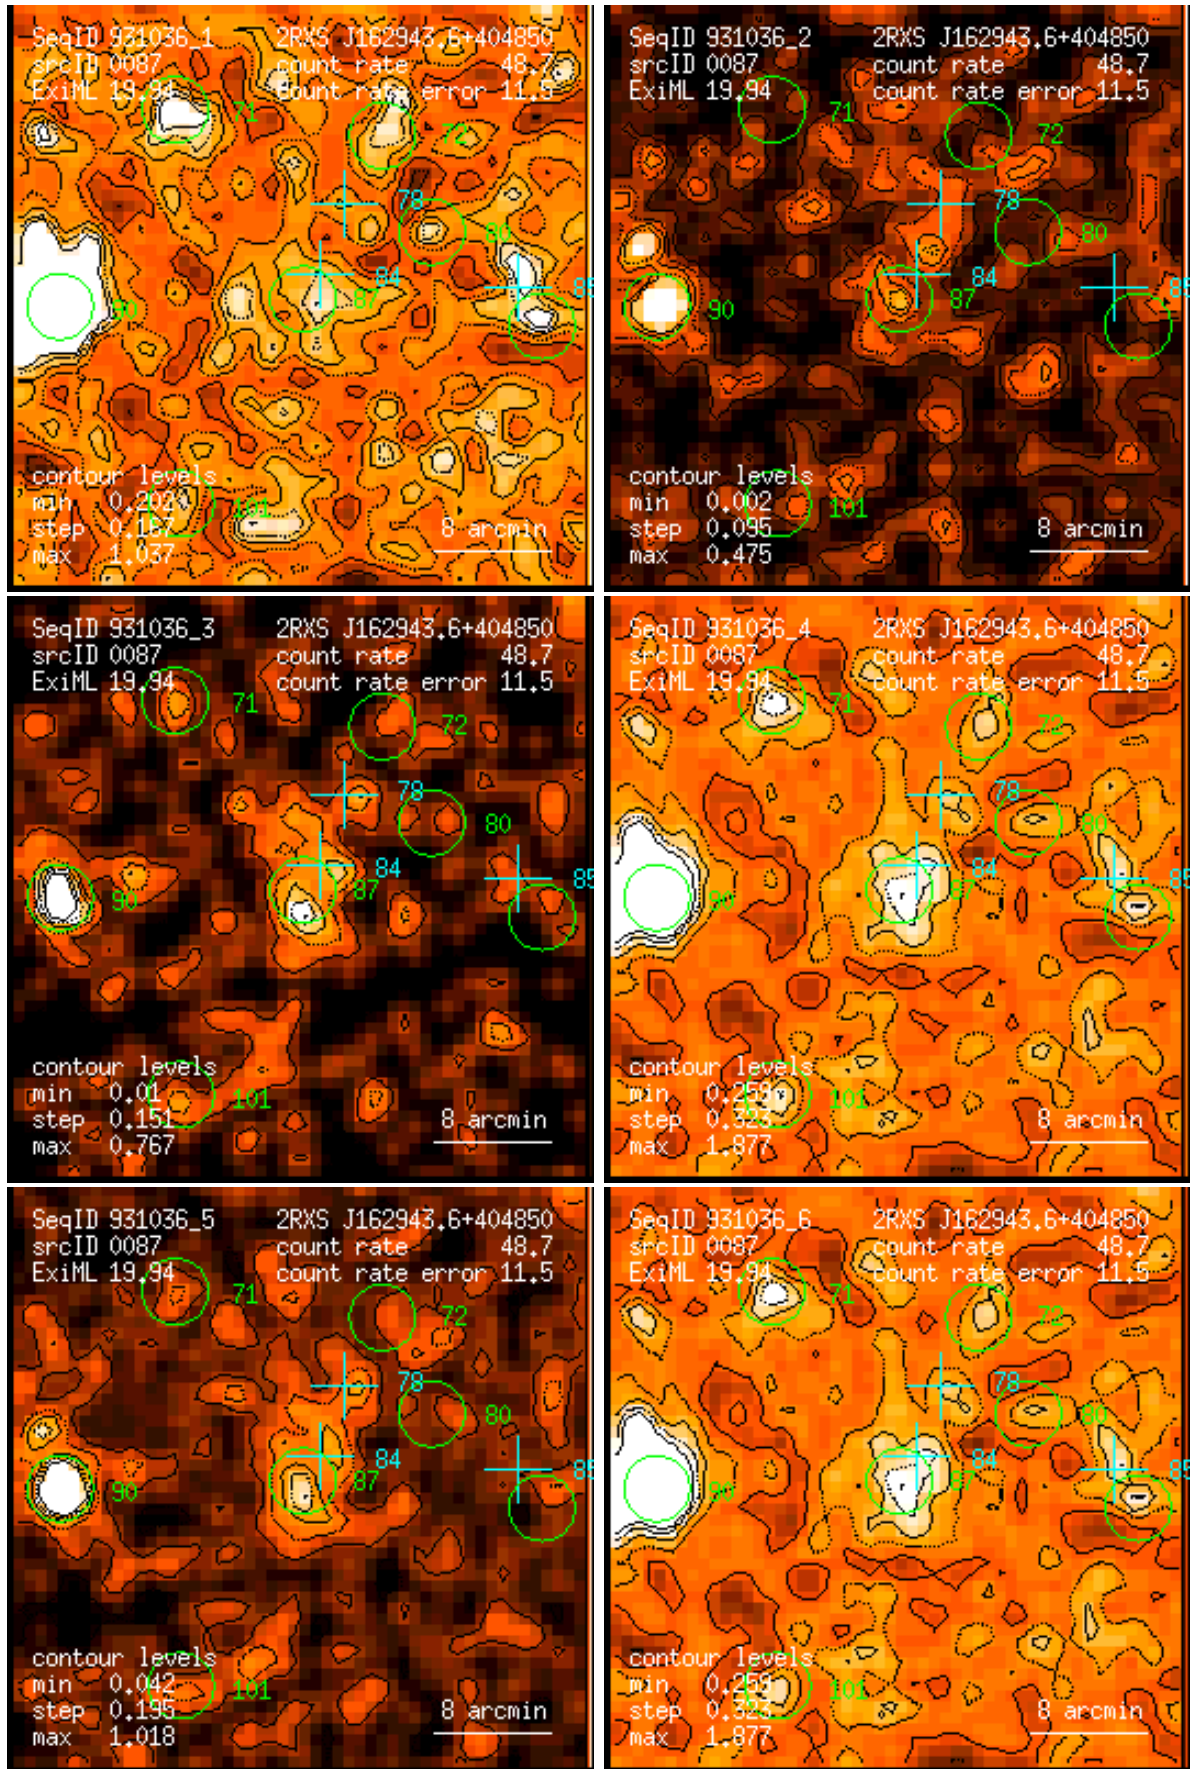 SeqID 931036_1 2RXS J162943.6+404850
srcID 0087 count rate 48.7
ExiML 19.94 count rate error 11.5
71
72
78
80
84
85
87
90
contour levels
min 0.202
101
step 0.167
8 arcmin
max 1.037
SeqID 931036_2 2RXS J162943.6+404850
srcID 0087 count rate 48.7
ExiML 19.94 count rate error 11.5
71
72
78
80
84
85
87
90
contour levels
min 0.002
101
step 0.095
8 arcmin
max 0.475
SeqID 931036_3 2RXS J162943.6+404850
srcID 0087 count rate 48.7
ExiML 19.94 count rate error 11.5
71
72
78
80
84
85
87
90
contour levels
min 0.01
101
step 0.151
8 arcmin
max 0.767
SeqID 931036_4 2RXS J162943.6+404850
srcID 0087 count rate 48.7
ExiML 19.94 count rate error 11.5
71
72
78
80
84
85
87
90
contour levels
min 0.259
101
step 0.323
8 arcmin
max 1.877
SeqID 931036_5 2RXS J162943.6+404850
srcID 0087 count rate 48.7
ExiML 19.94 count rate error 11.5
71
72
78
80
84
85
87
90
contour levels
min 0.042
101
step 0.195
8 arcmin
max 1.018
SeqID 931036_6 2RXS J162943.6+404850
srcID 0087 count rate 48.7
ExiML 19.94 count rate error 11.5
71
72
78
80
84
85
87
90
contour levels
min 0.259
101
step 0.323
8 arcmin
max 1.877